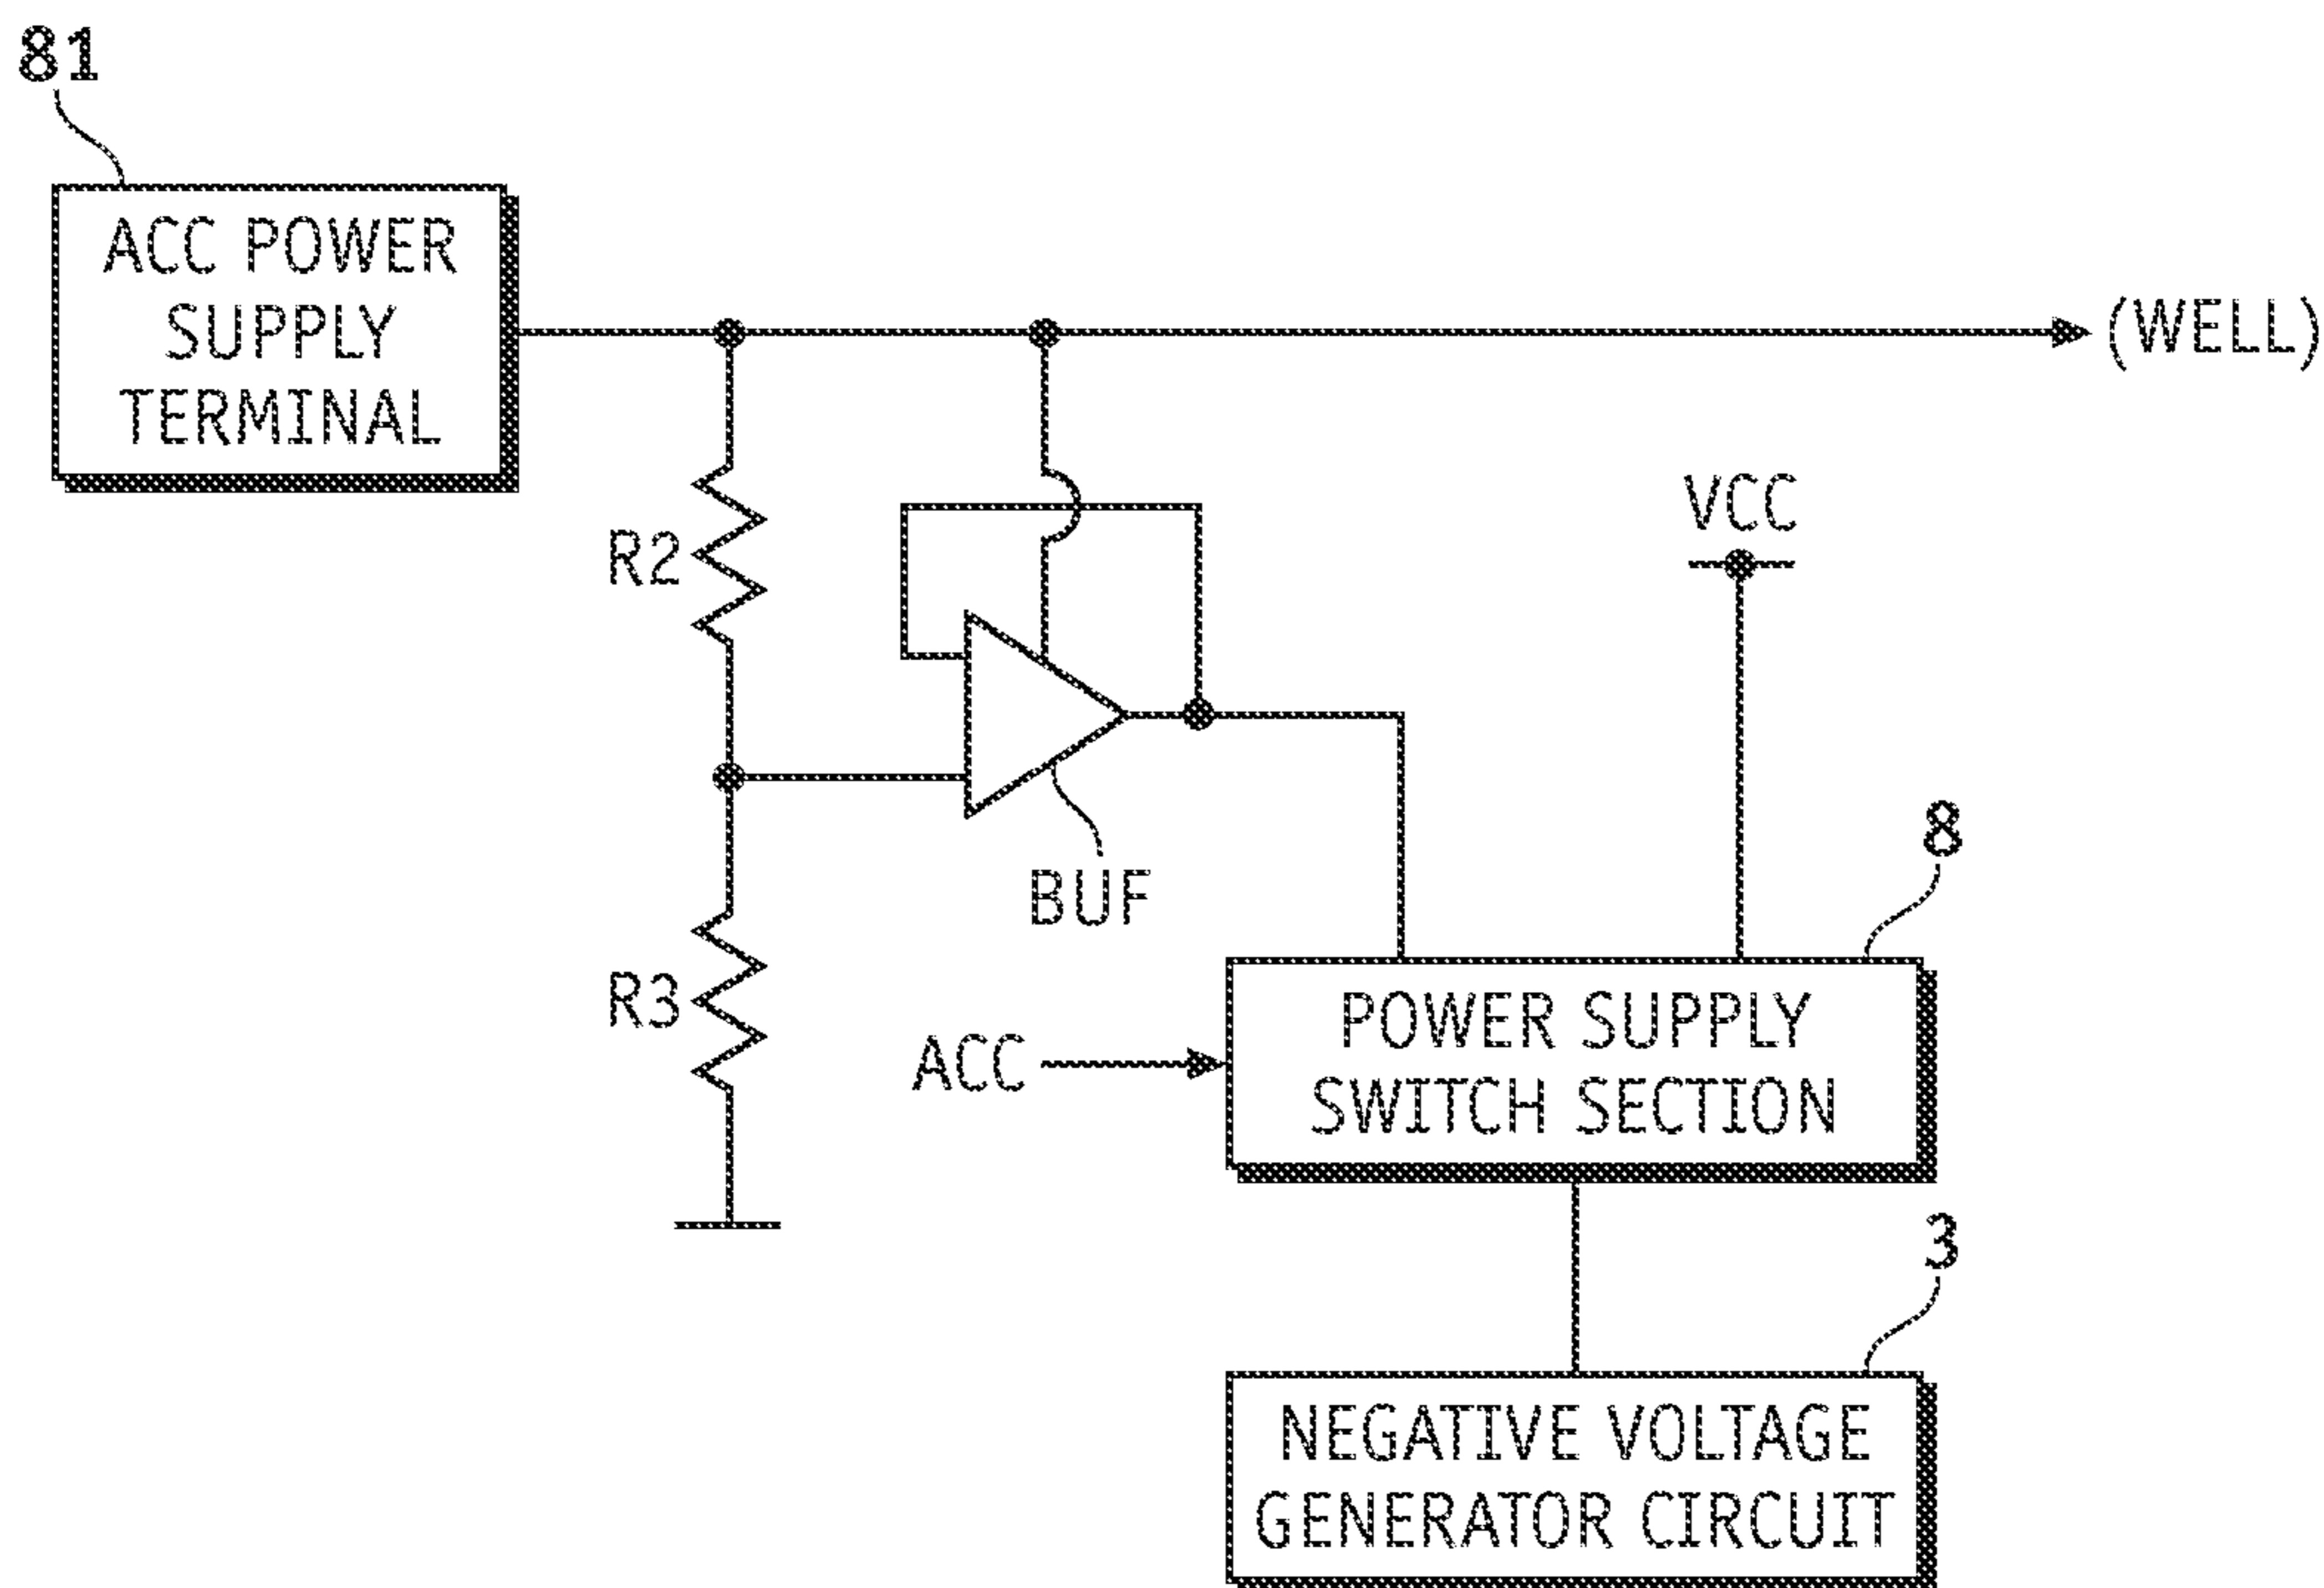 81
ACC POWER
SUPPLY
TERMINAL
(WELL)
VCC
R2
8
BUF
R3
POWER SUPPLY
SWITCH SECTION
ACC
3
NEGATIVE VOLTAGE
GENERATOR CIRCUIT